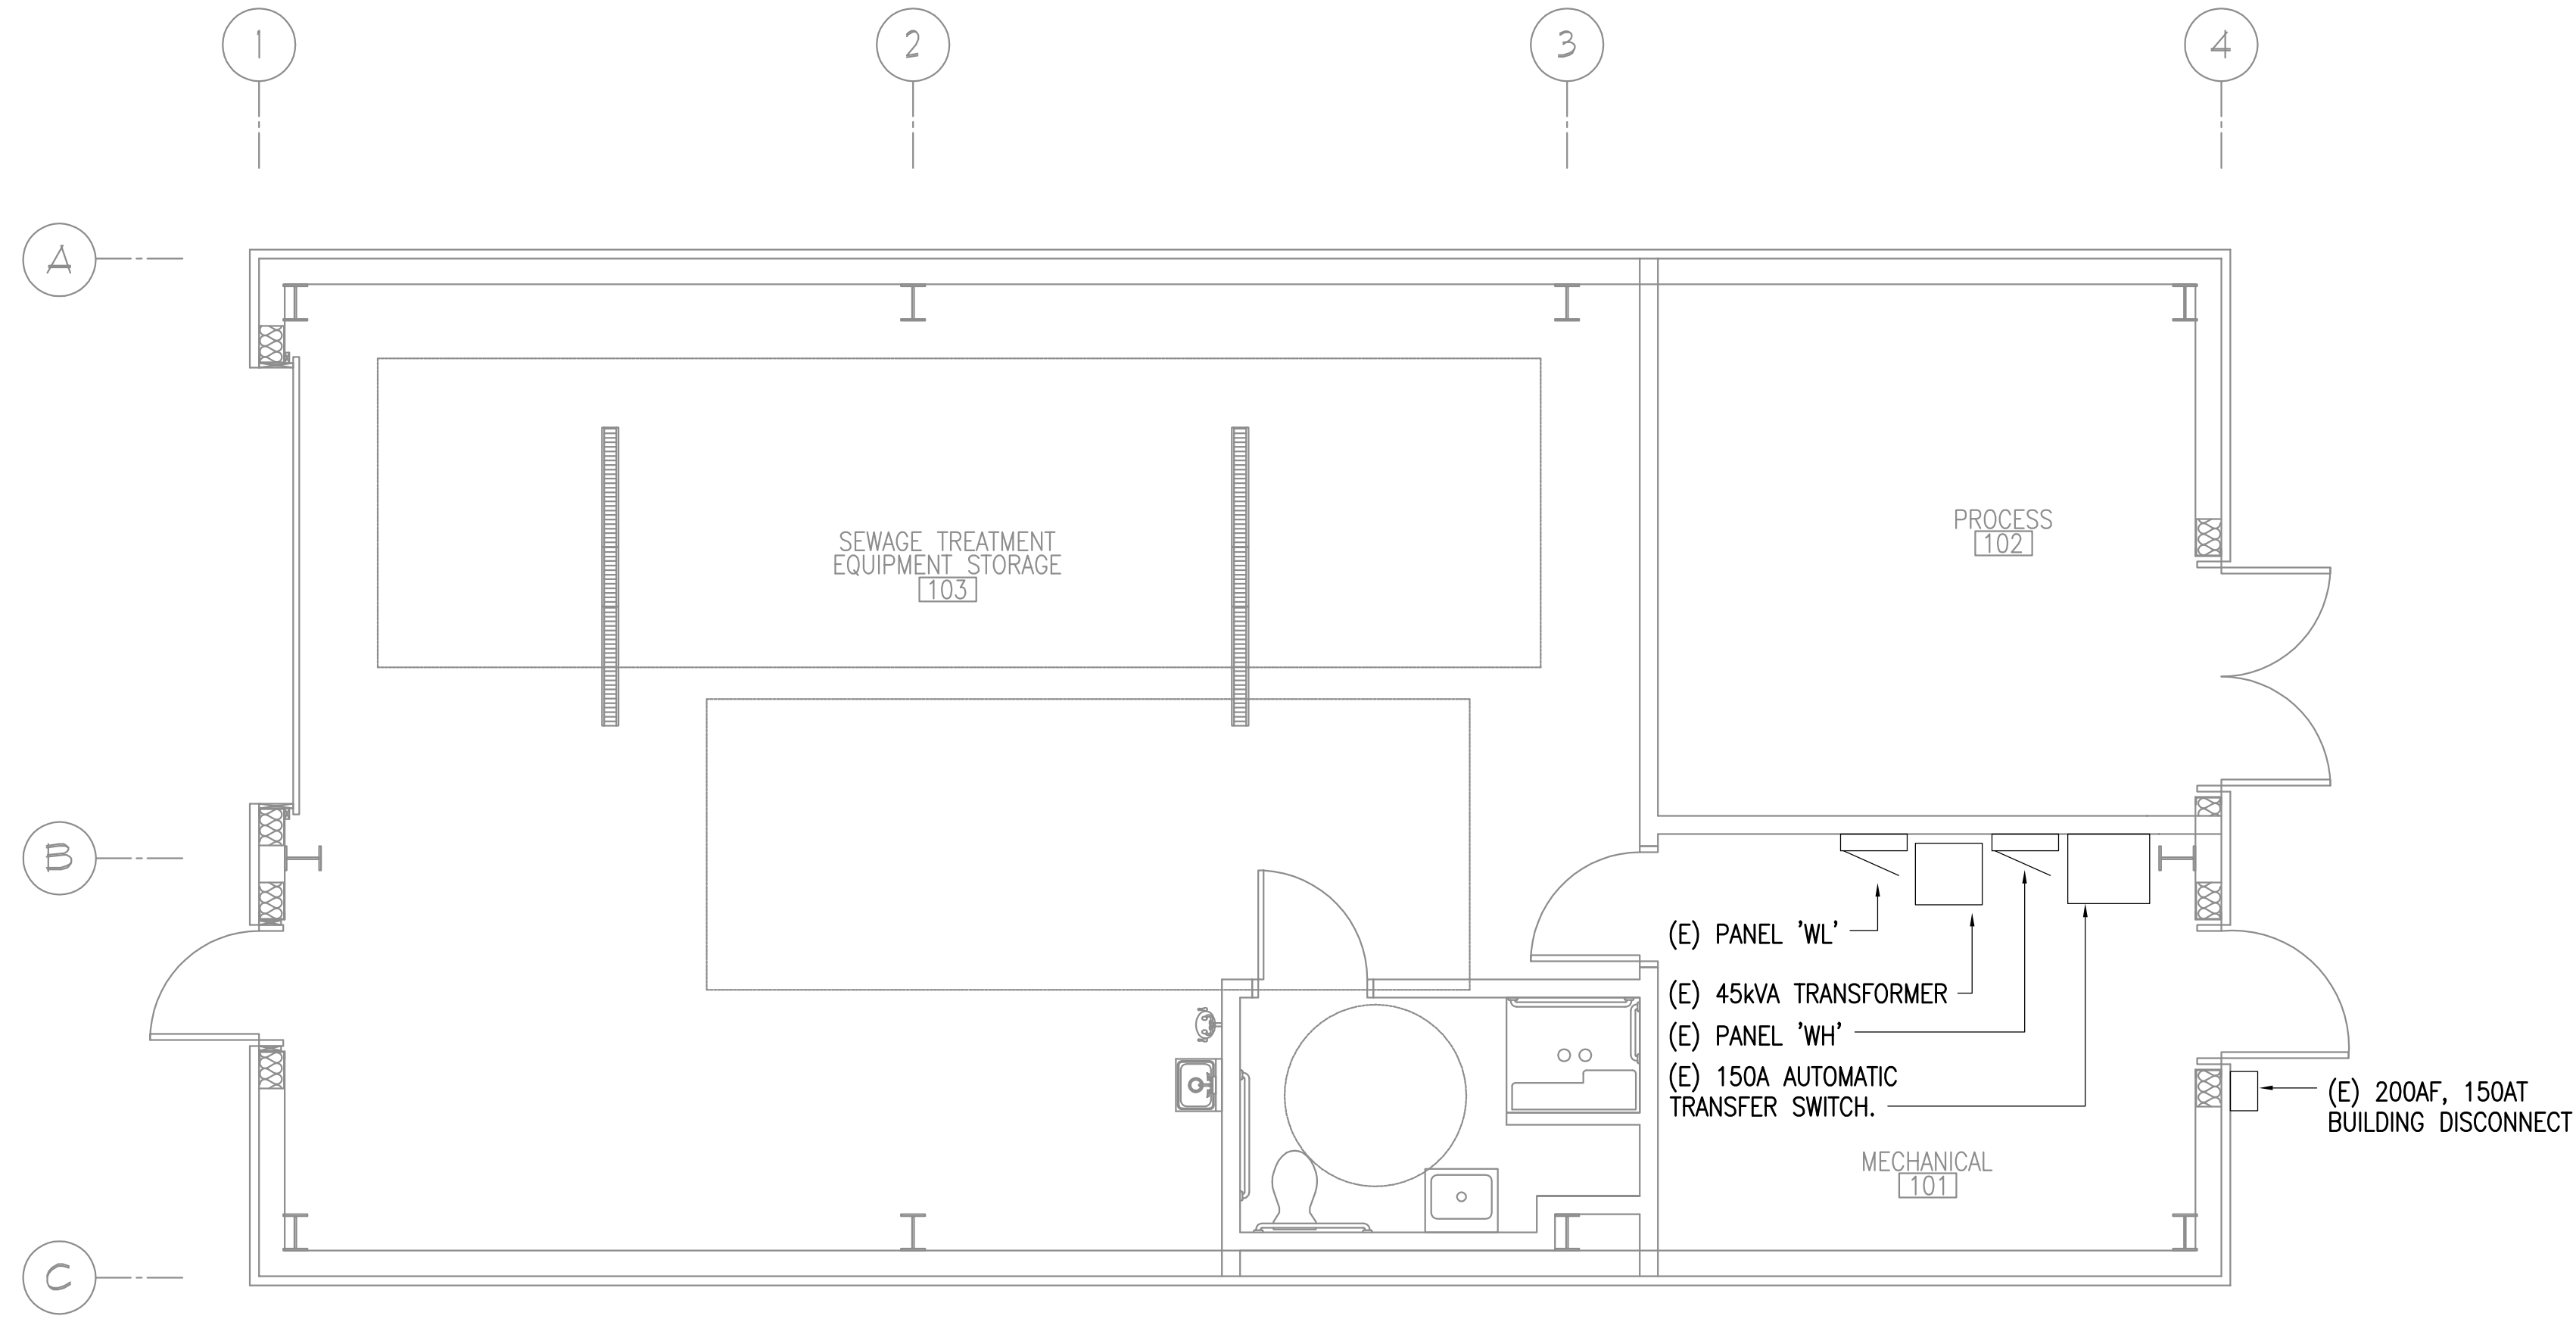 1
2
3
4
A
B
C
SEWAGE TREATMENT
EQUIPMENT STORAGE
103
PROCESS
102
(E) PANEL 'WL'
(E) 45kVA TRANSFORMER
(E) PANEL 'WH'
(E) 150A AUTOMATIC
TRANSFER SWITCH.
MECHANICAL
101
(E) 200AF, 150AT
BUILDING DISCONNECT